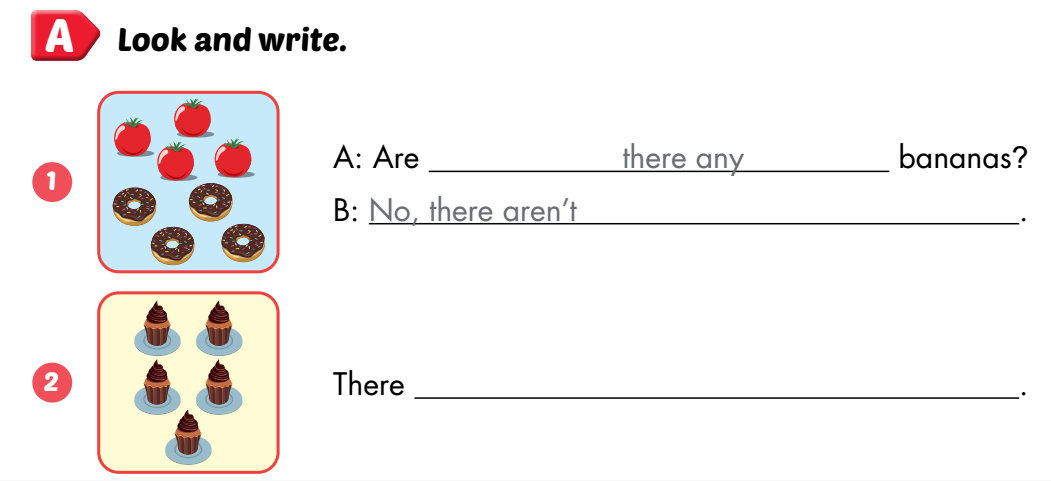 A Look and write.
1
A: Are there any bananas?
B: No, there aren't.
2
There .